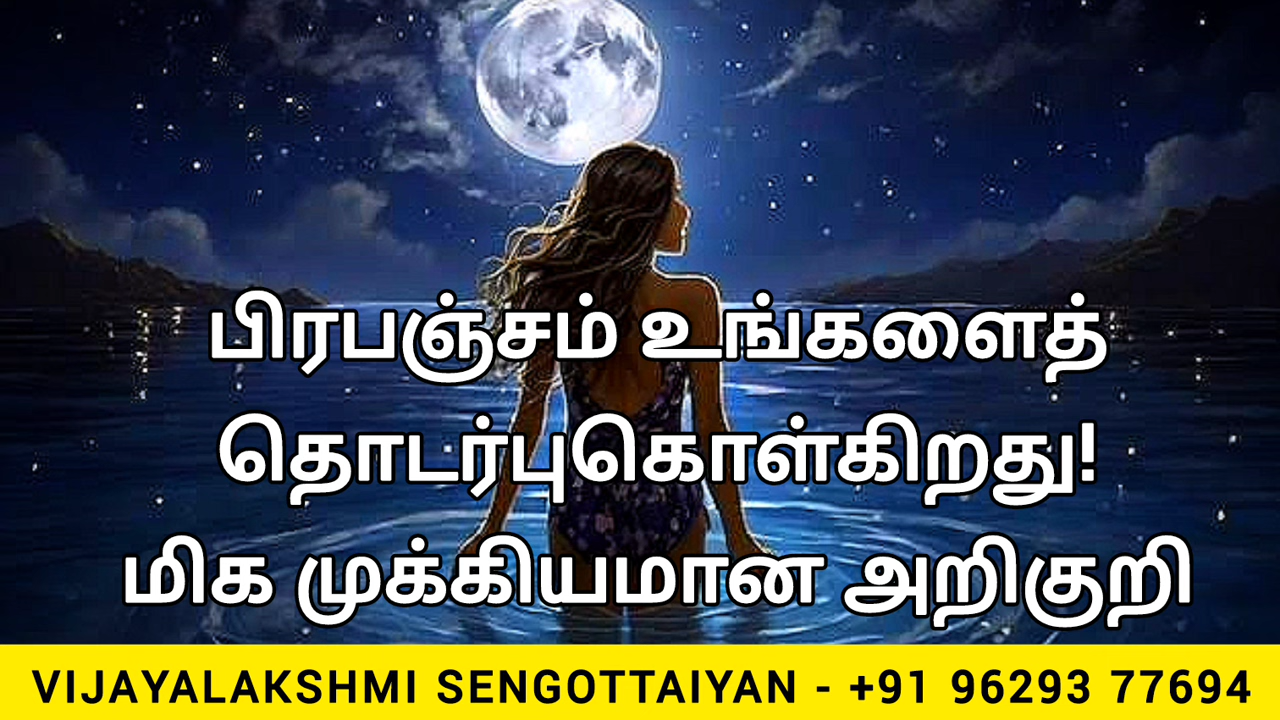 பிரபஞ்சம் உங்களைத்
தொடர்புகொள்கிறது!
மிக முக்கியமான அறிகுறி
VIJAYALAKSHMI SENGOTTAIYAN - +91 96293 77694